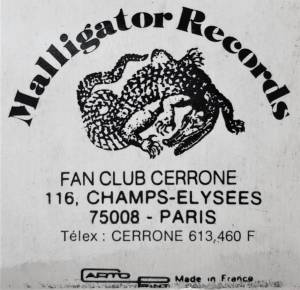 Malligator Records
FAN CLUB CERRONE
116, CHAMPS-ELYSEES
75008 - PARIS
Télex : CERRONE 613,460 F
Made in France